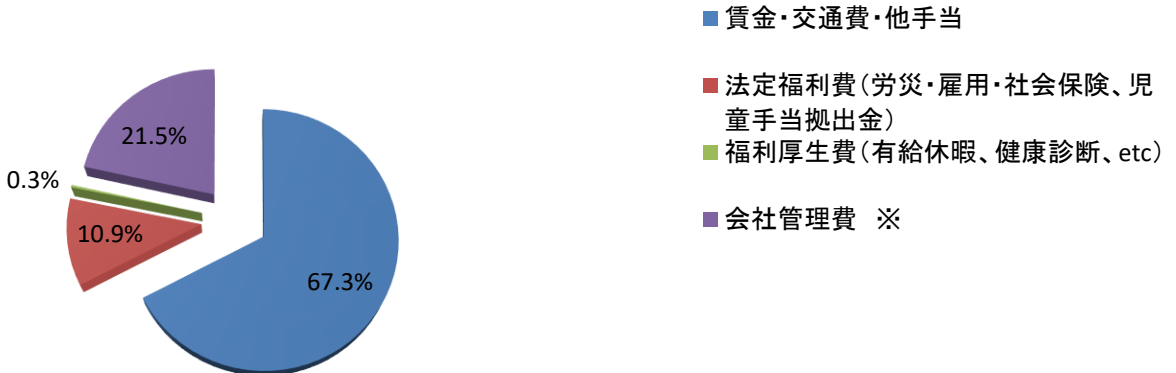 賃金・交通費・他手当
法定福利費（労災・雇用・社会保険、児
童手当拠出金）
福利厚生費（有給休暇、健康診断、etc）
会社管理費　※
21.5%
0.3%
10.9%
67.3%